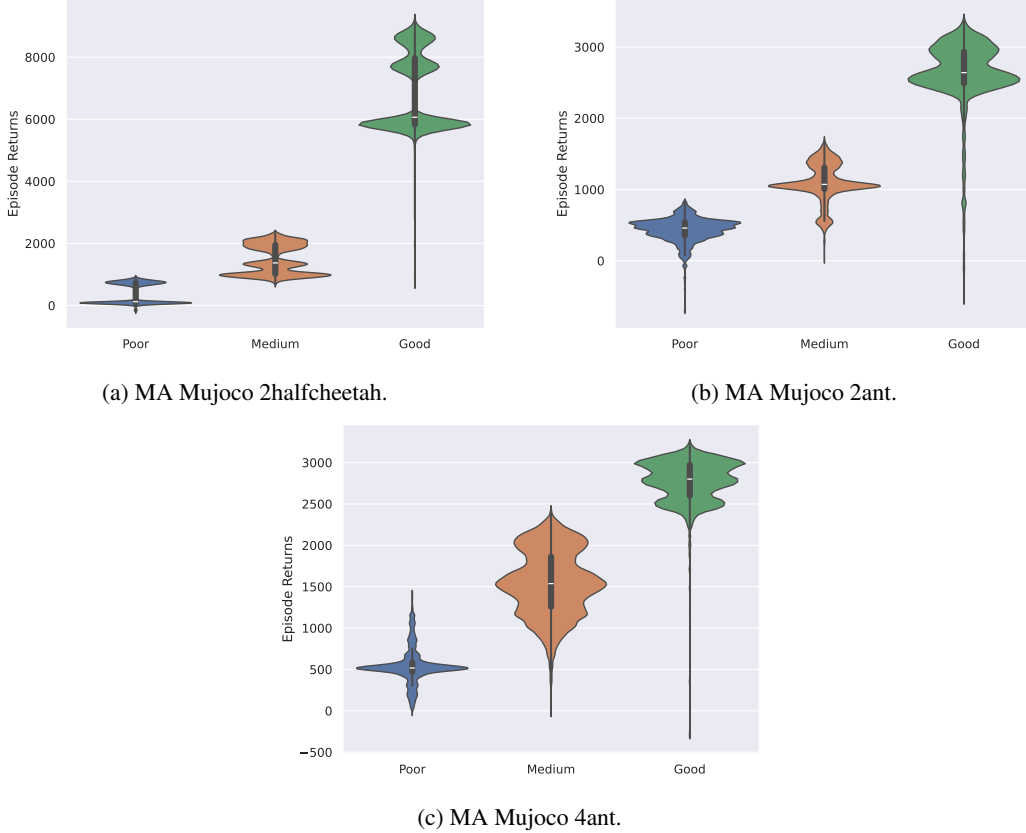 Episode Returns
8000
6000
4000
2000
0
Poor Medium Good
(a) MA Mujoco 2halfcheetah.
Episode Returns
3000
2000
1000
0
Poor Medium Good
(b) MA Mujoco 2ant.
Episode Returns
3000
2500
2000
1500
1000
500
0
−500
Poor Medium Good
(c) MA Mujoco 4ant.